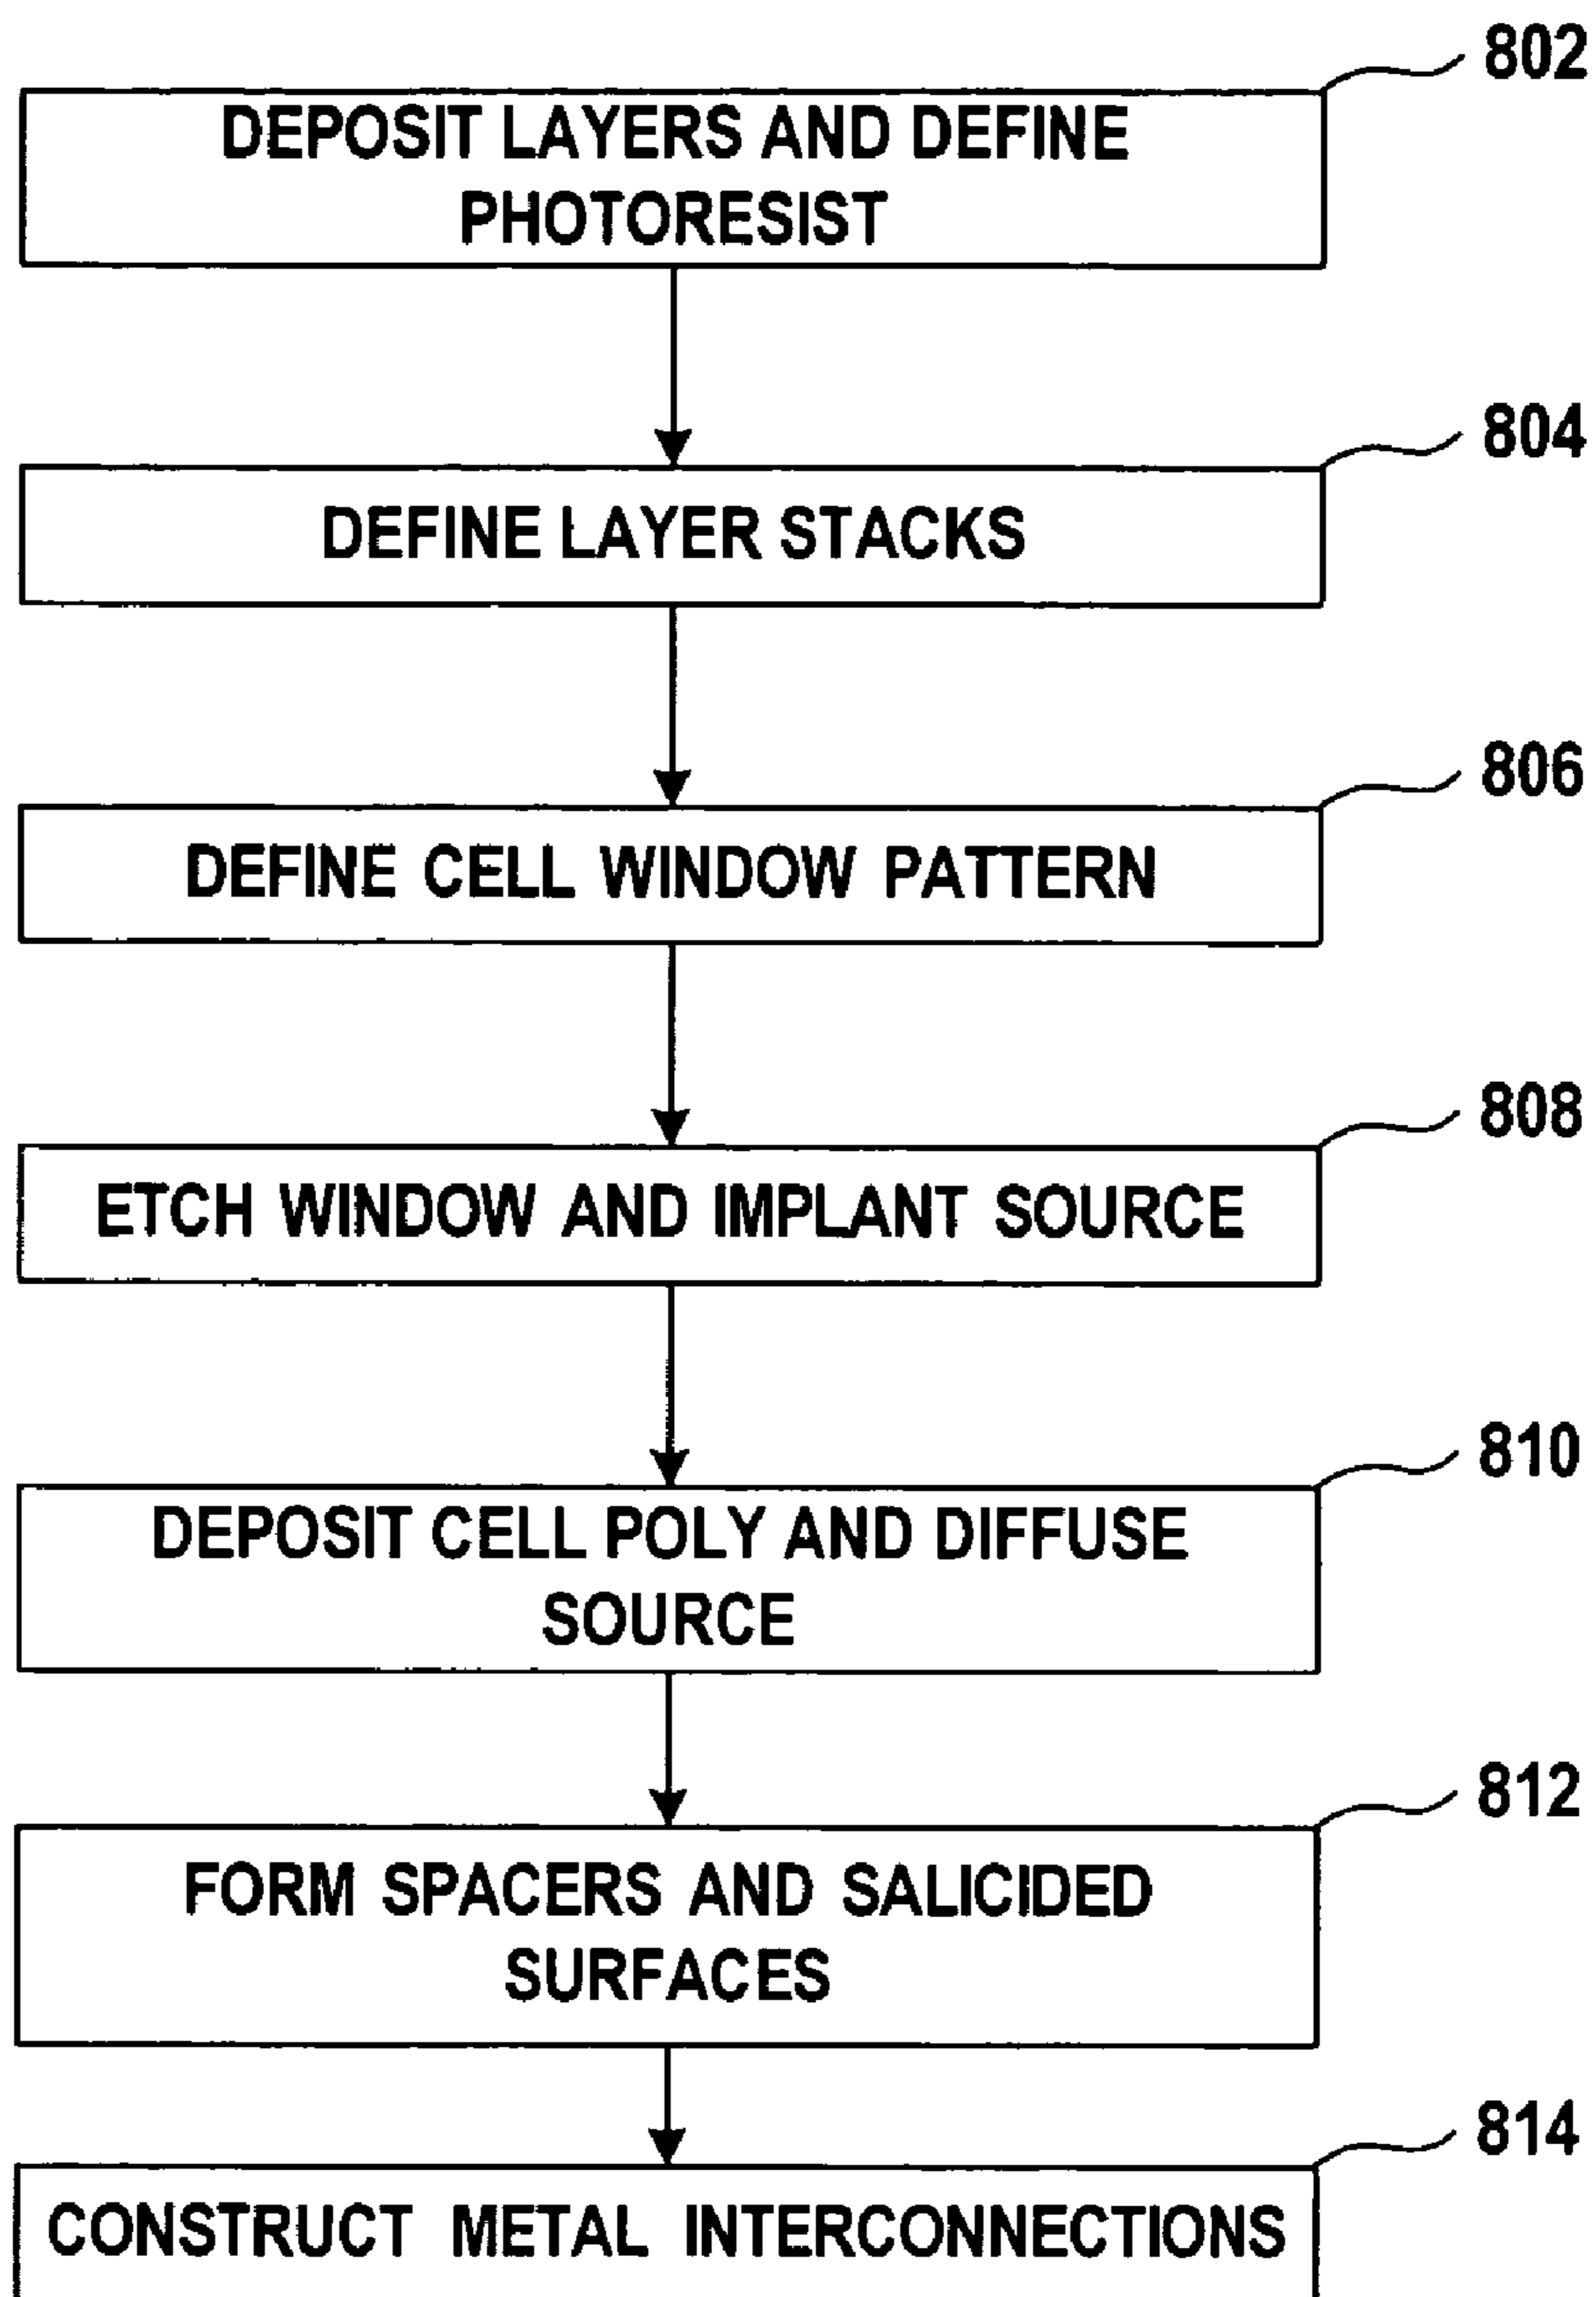 802
DEPOSIT LAYERS AND DEFINE
PHOTORESIST
804
DEFINE LAYER STACKS
806
DEFINE CELL WINDOW PATTERN
808
ETCH WINDOW AND IMPLANT SOURCE
810
DEPOSIT CELL POLY AND DIFFUSE
SOURCE
812
FORM SPACERS AND SALICIDED
SURFACES
814
CONSTRUCT METAL INTERCONNECTIONS